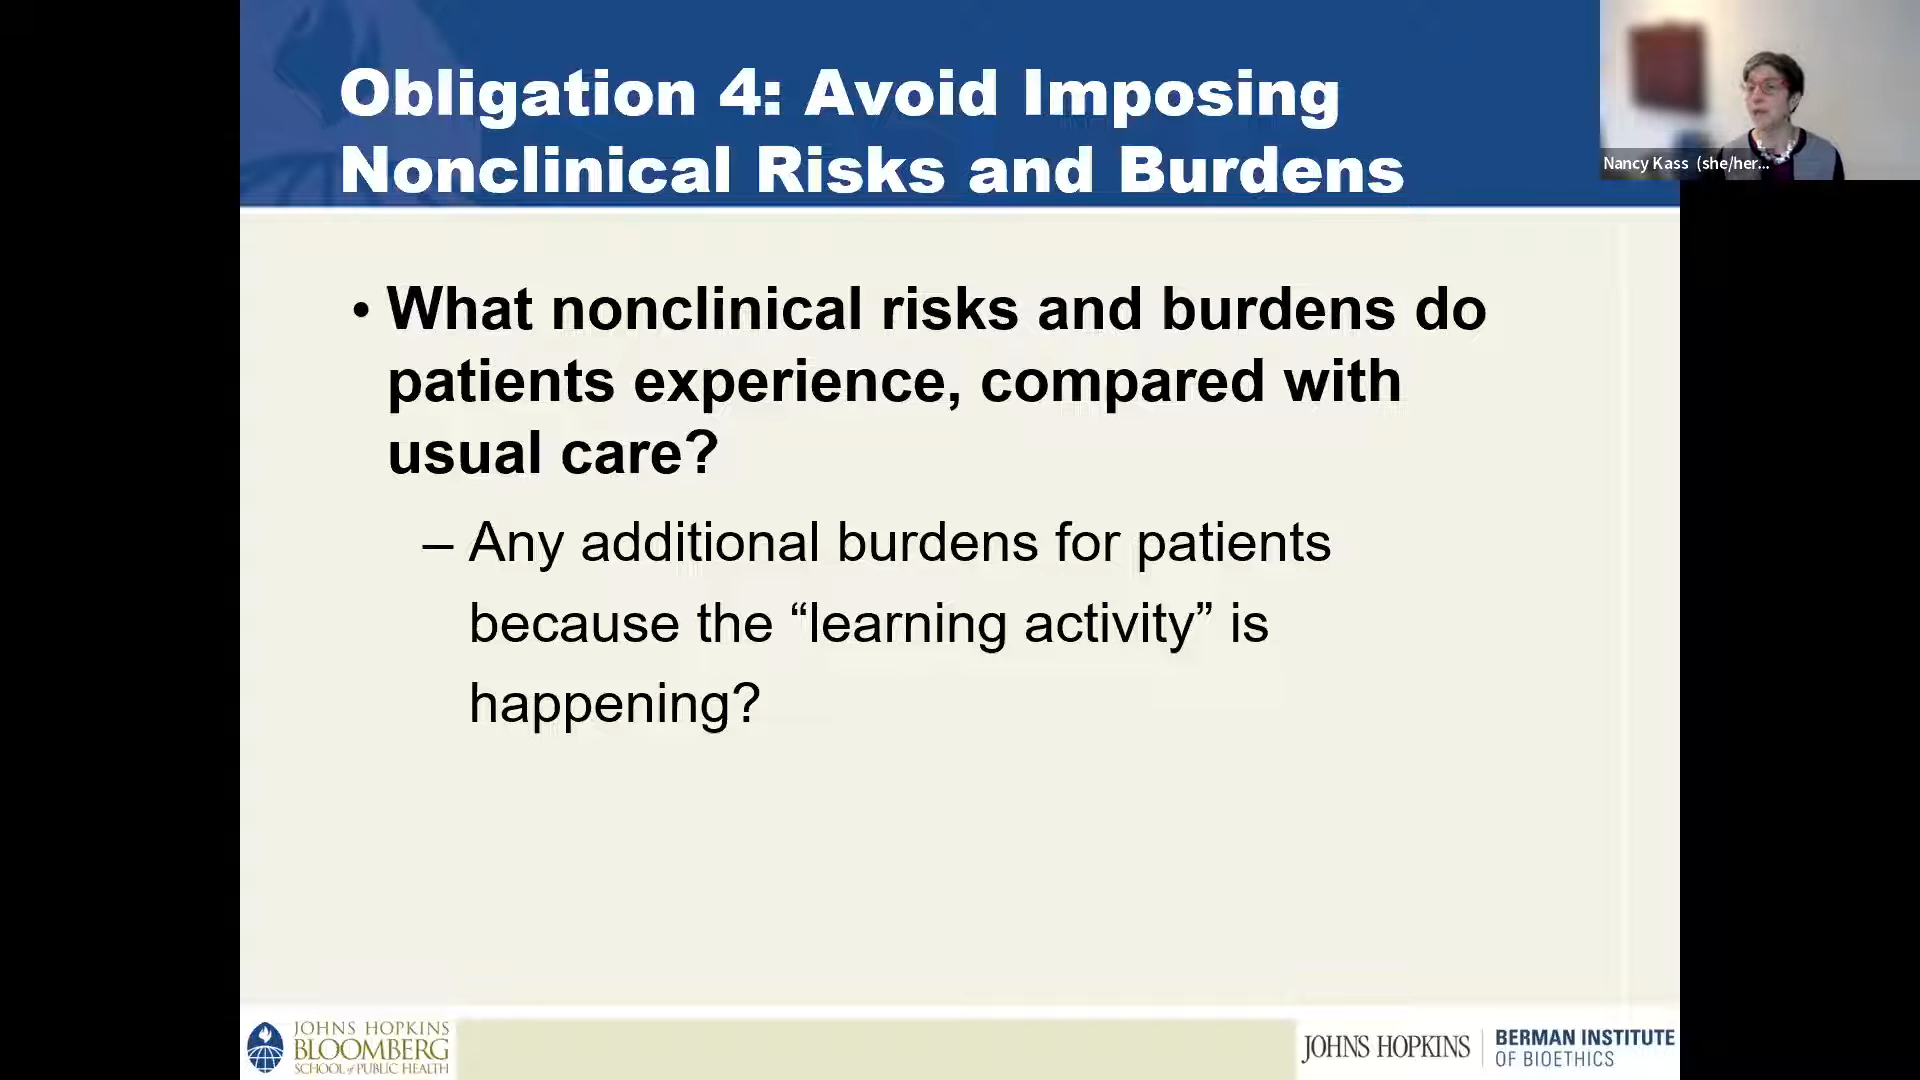 Obligation 4: Avoid Imposing
Nonclinical Risks and Burdens
Nancy Kass (she/her...
• What nonclinical risks and burdens do
patients experience, compared with
usual care?
– Any additional burdens for patients
because the “learning activity” is
happening?
JOHNS HOPKINS
BLOOMBERG
SCHOOL of PUBLIC HEALTH
JOHNS HOPKINS
BERMAN INSTITUTE
OF BIOETHICS